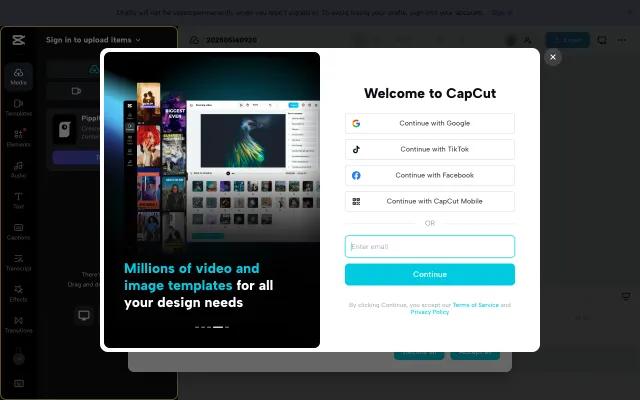 Sign in to upload items
202505140920
Export
Media
Templates
Elements
Audio
Text
Captions
Transcript
Effects
Transitions
BIGGEST EVER
Millions of video and
image templates for all
your design needs
Welcome to CapCut
Continue with Google
Continue with TikTok
Continue with Facebook
Continue with CapCut Mobile
OR
Enter email
Continue
By clicking Continue, you accept our Terms of Service and
Privacy Policy